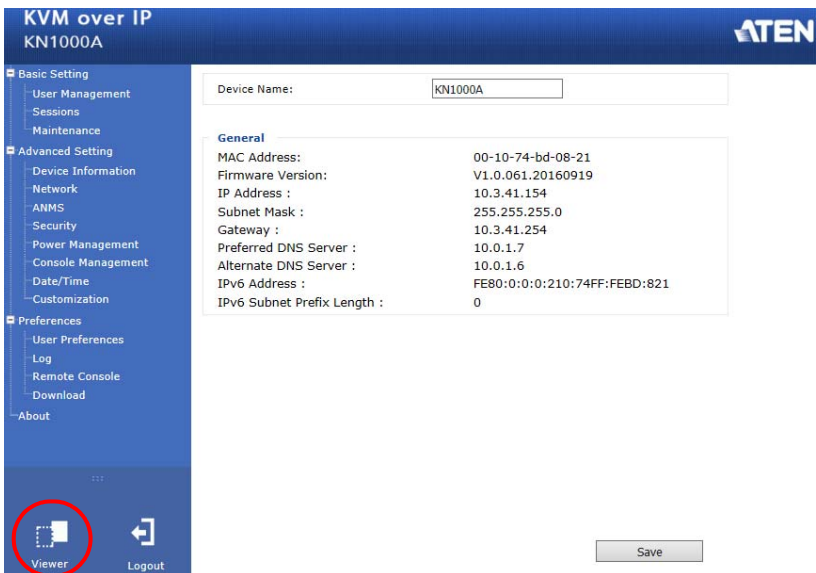 KVM over IP
KN1000A
ATEN
Basic Setting
User Management
Sessions
Maintenance
Advanced Setting
Device Information
Network
ANMS
Security
Power Management
Console Management
Date/Time
Customization
Preferences
User Preferences
Log
Remote Console
Download
About
Viewer
Logout
Device Name: KN1000A
General
MAC Address: 00-10-74-bd-08-21
Firmware Version: V1.0.061.20160919
IP Address : 10.3.41.154
Subnet Mask : 255.255.255.0
Gateway : 10.3.41.254
Preferred DNS Server : 10.0.1.7
Alternate DNS Server : 10.0.1.6
IPv6 Address : FE80:0:0:0:210:74FF:FEBD:821
IPv6 Subnet Prefix Length : 0
Save